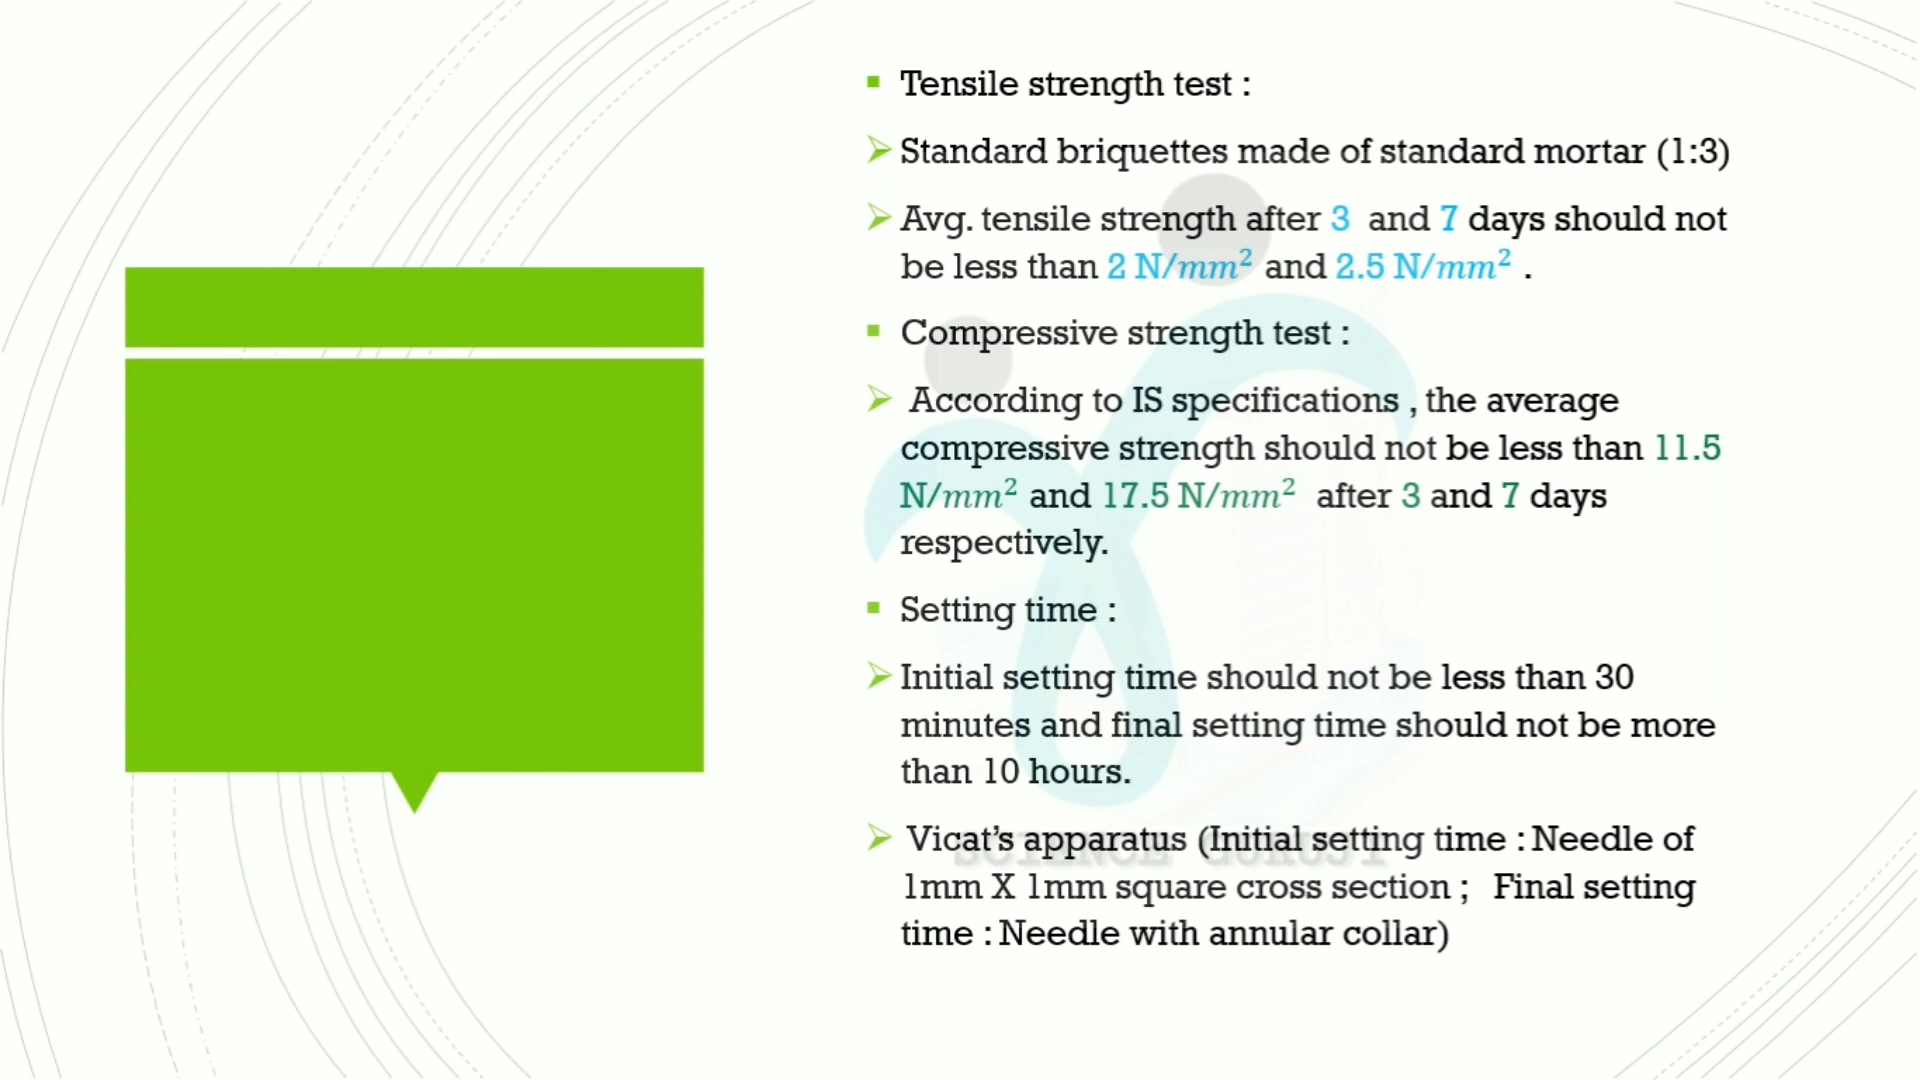 Tensile strength test :
Standard briquettes made of standard mortar (1:3)
Avg. tensile strength after 3 and 7 days should not
be less than 2 N/mm² and 2.5 N/mm² .
Compressive strength test :
According to IS specifications , the average
compressive strength should not be less than 11.5
N/mm² and 17.5 N/mm² after 3 and 7 days
respectively.
Setting time :
Initial setting time should not be less than 30
minutes and final setting time should not be more
than 10 hours.
Vicat’s apparatus (Initial setting time : Needle of
1mm X 1mm square cross section ; Final setting
time : Needle with annular collar)